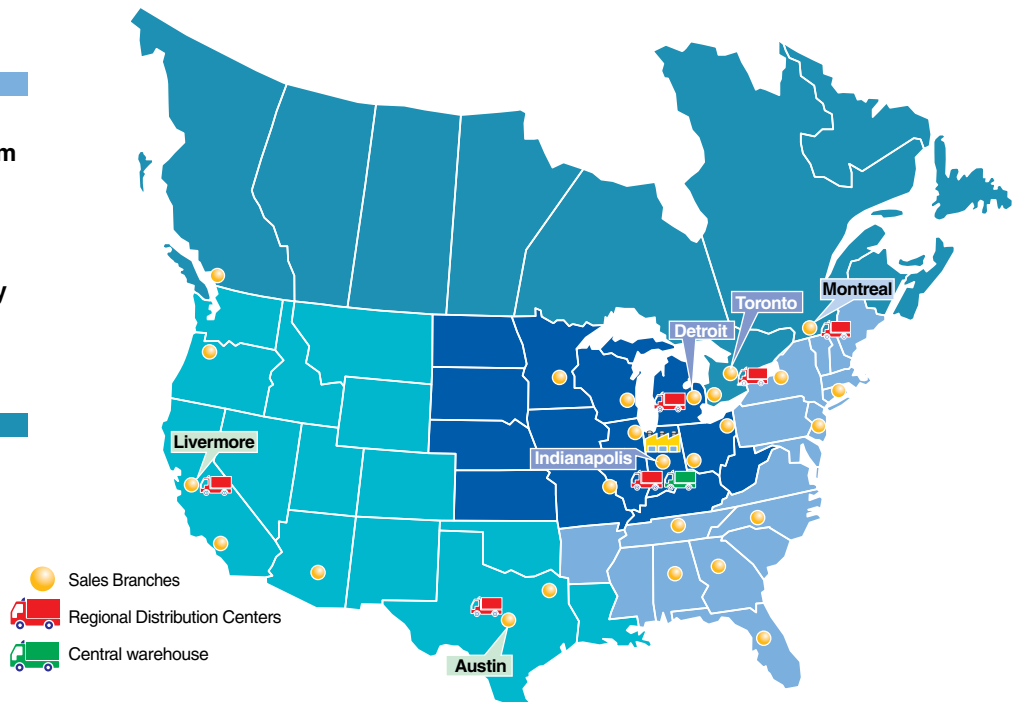 m
y
Montreal
Toronto
Detroit
Livermore
Indianapolis
Austin
Sales Branches
Regional Distribution Centers
Central warehouse